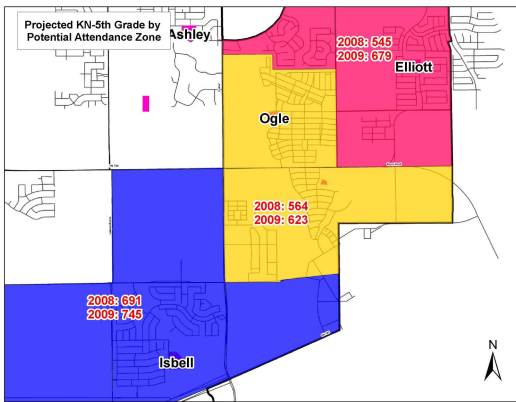 Projected KN-5th Grade by
Potential Attendance Zone
Ashley
2008: 545
2009: 679
Elliott
Ogle
2008: 564
2009: 623
2008: 691
2009: 745
Isbell
N